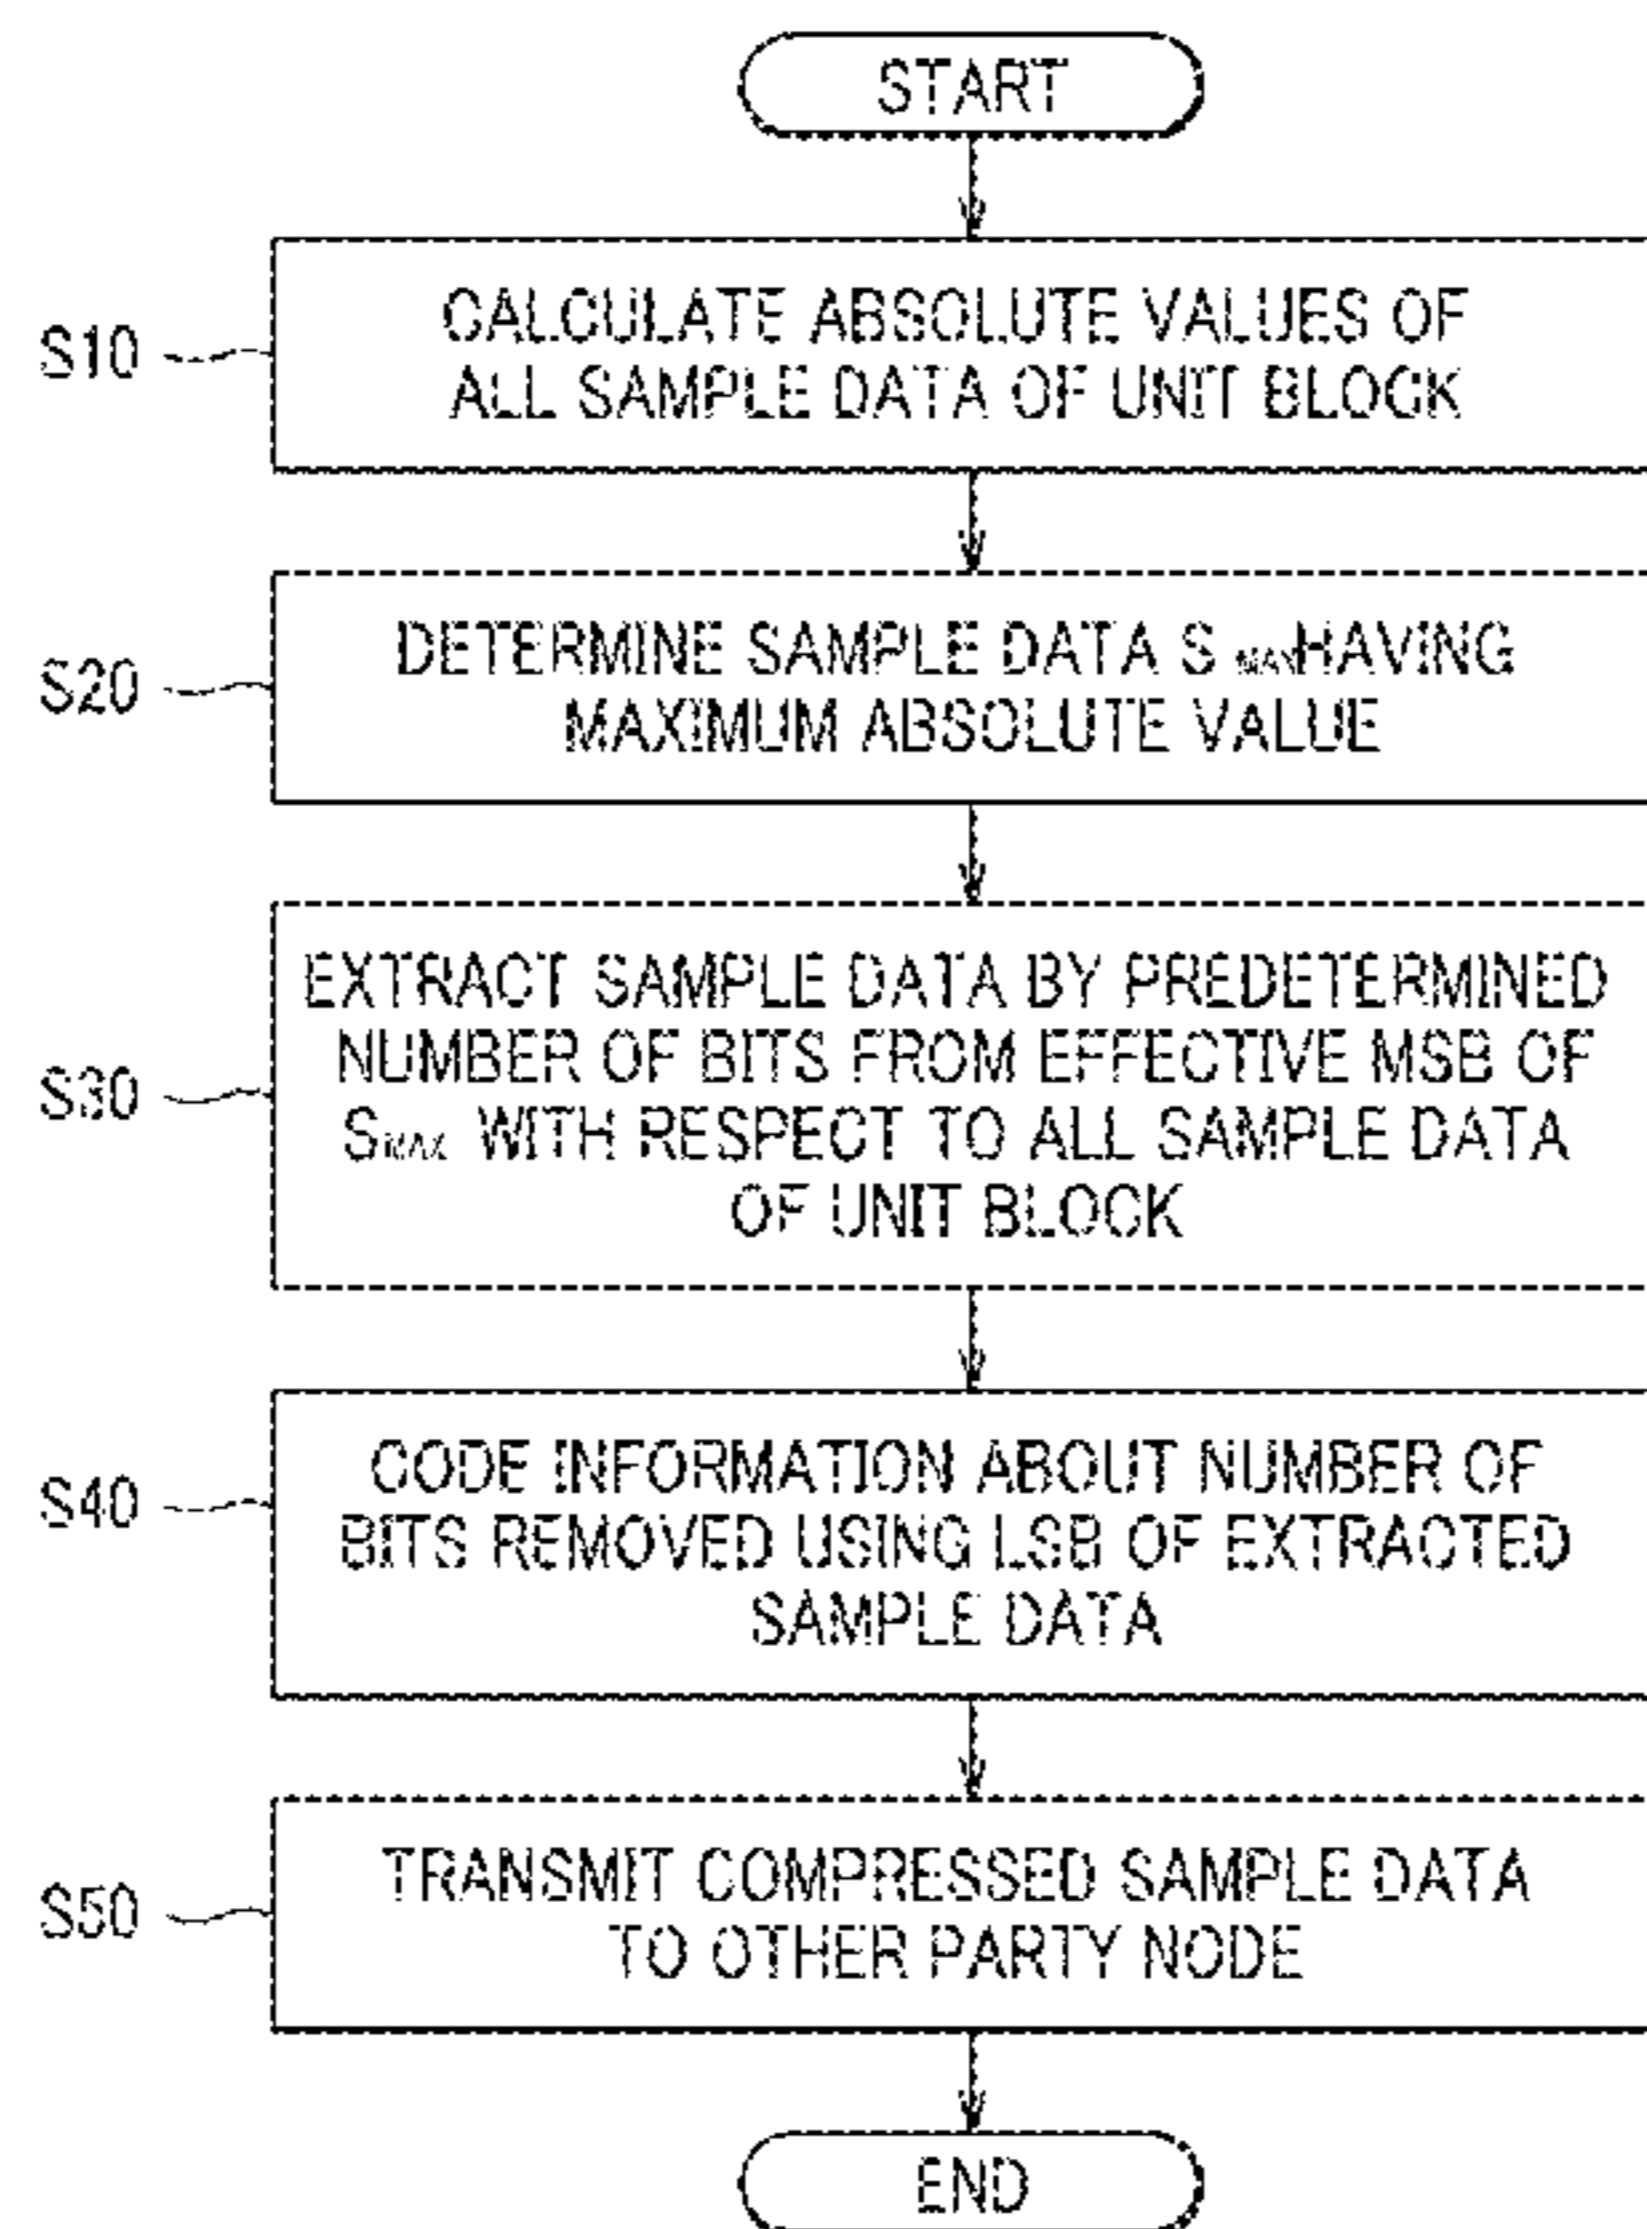 START
S10
CALCULATE ABSOLUTE VALUES OF
ALL SAMPLE DATA OF UNIT BLOCK
S20
DETERMINE SAMPLE DATA S MAX HAVING
MAXIMUM ABSOLUTE VALUE
S30
EXTRACT SAMPLE DATA BY PREDETERMINED
NUMBER OF BITS FROM EFFECTIVE MSB OF
SMAX WITH RESPECT TO ALL SAMPLE DATA
OF UNIT BLOCK
S40
CODE INFORMATION ABOUT NUMBER OF
BITS REMOVED USING LSB OF EXTRACTED
SAMPLE DATA
S50
TRANSMIT COMPRESSED SAMPLE DATA
TO OTHER PARTY NODE
END